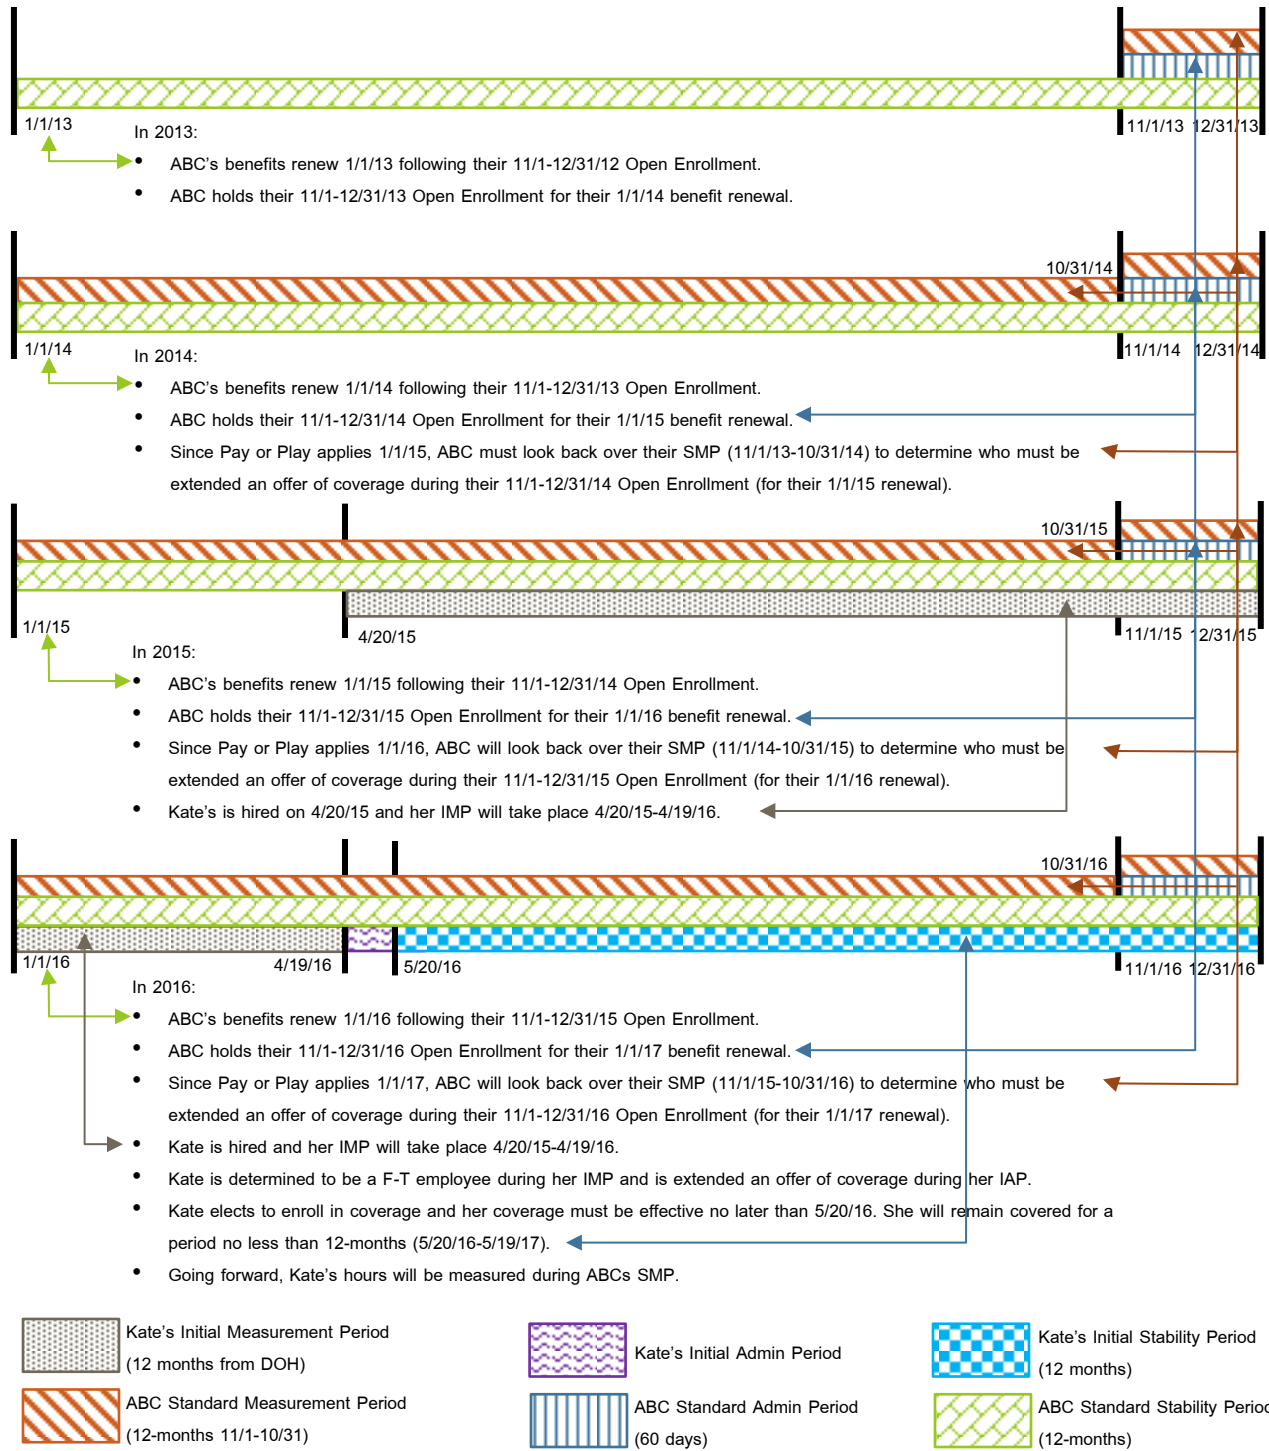 1/1/13
11/1/13 12/31/13
In 2013:
• ABC's benefits renew 1/1/13 following their 11/1-12/31/12 Open Enrollment.
• ABC holds their 11/1-12/31/13 Open Enrollment for their 1/1/14 benefit renewal.
10/31/14
1/1/14
11/1/14 12/31/14
In 2014:
• ABC's benefits renew 1/1/14 following their 11/1-12/31/13 Open Enrollment.
• ABC holds their 11/1-12/31/14 Open Enrollment for their 1/1/15 benefit renewal.
• Since Pay or Play applies 1/1/15, ABC must look back over their SMP (11/1/13-10/31/14) to determine who must be
extended an offer of coverage during their 11/1-12/31/14 Open Enrollment (for their 1/1/15 renewal).
10/31/15
1/1/15
4/20/15
11/1/15 12/31/15
In 2015:
• ABC's benefits renew 1/1/15 following their 11/1-12/31/14 Open Enrollment.
• ABC holds their 11/1-12/31/15 Open Enrollment for their 1/1/16 benefit renewal.
• Since Pay or Play applies 1/1/16, ABC will look back over their SMP (11/1/14-10/31/15) to determine who must be
extended an offer of coverage during their 11/1-12/31/15 Open Enrollment (for their 1/1/16 renewal).
• Kate's is hired on 4/20/15 and her IMP will take place 4/20/15-4/19/16.
10/31/16
1/1/16
4/19/16
5/20/16
11/1/16 12/31/16
In 2016:
• ABC's benefits renew 1/1/16 following their 11/1-12/31/15 Open Enrollment.
• ABC holds their 11/1-12/31/16 Open Enrollment for their 1/1/17 benefit renewal.
• Since Pay or Play applies 1/1/17, ABC will look back over their SMP (11/1/15-10/31/16) to determine who must be
extended an offer of coverage during their 11/1-12/31/16 Open Enrollment (for their 1/1/17 renewal).
• Kate is hired and her IMP will take place 4/20/15-4/19/16.
• Kate is determined to be a F-T employee during her IMP and is extended an offer of coverage during her IAP.
• Kate elects to enroll in coverage and her coverage must be effective no later than 5/20/16. She will remain covered for a
period no less than 12-months (5/20/16-5/19/17).
• Going forward, Kate's hours will be measured during ABCs SMP.
Kate's Initial Measurement Period
(12 months from DOH)
Kate's Initial Admin Period
Kate's Initial Stability Period
(12 months)
ABC Standard Measurement Period
(12-months 11/1-10/31)
ABC Standard Admin Period
(60 days)
ABC Standard Stability Period
(12-months)